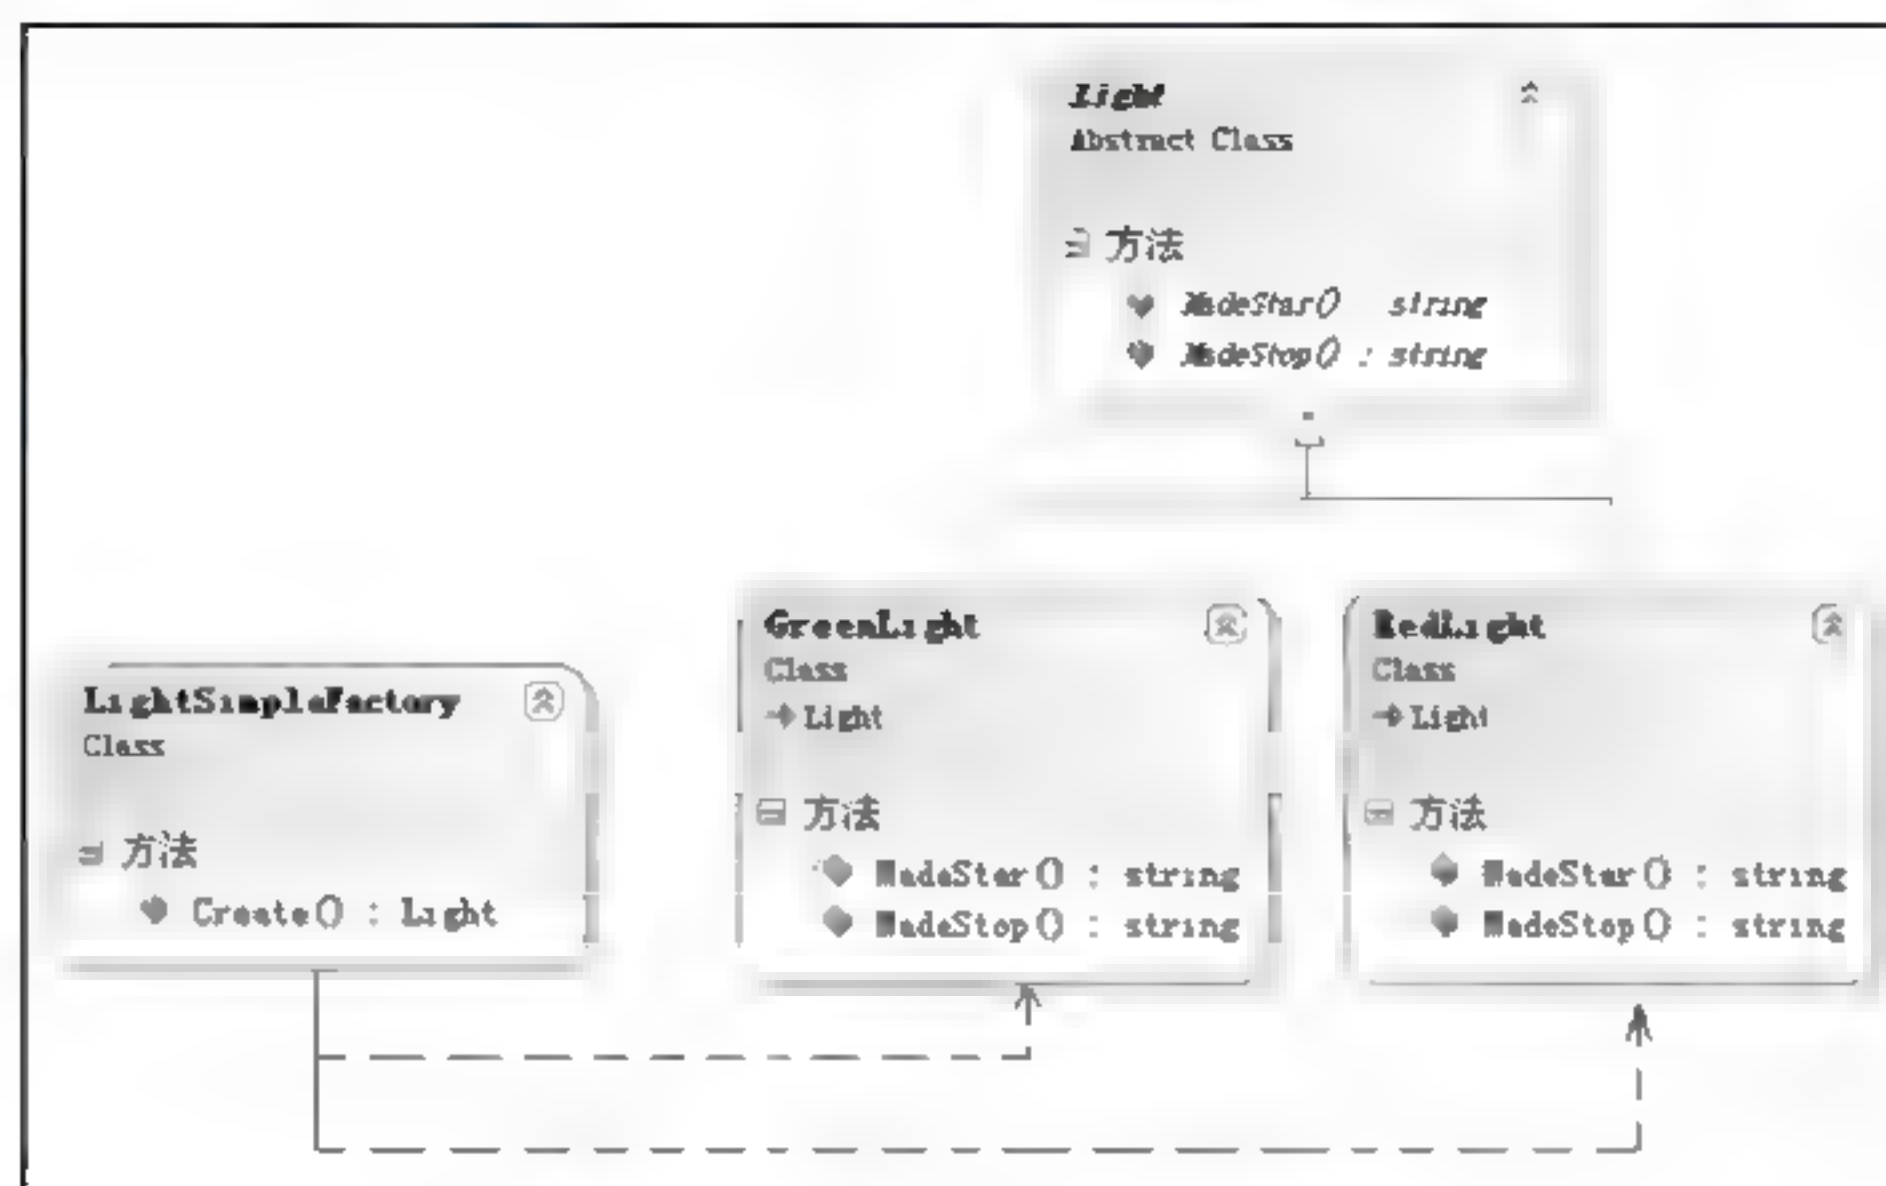 Light
Abstract Class
方法
MadeStar() string
MadeStop() : string
GreenLight
Class
Light
方法
MadeStar() : string
MadeStop() : string
RedLight
Class
Light
方法
MadeStar() : string
MadeStop() : string
LightSimpleFactory
Class
方法
Create() : Light